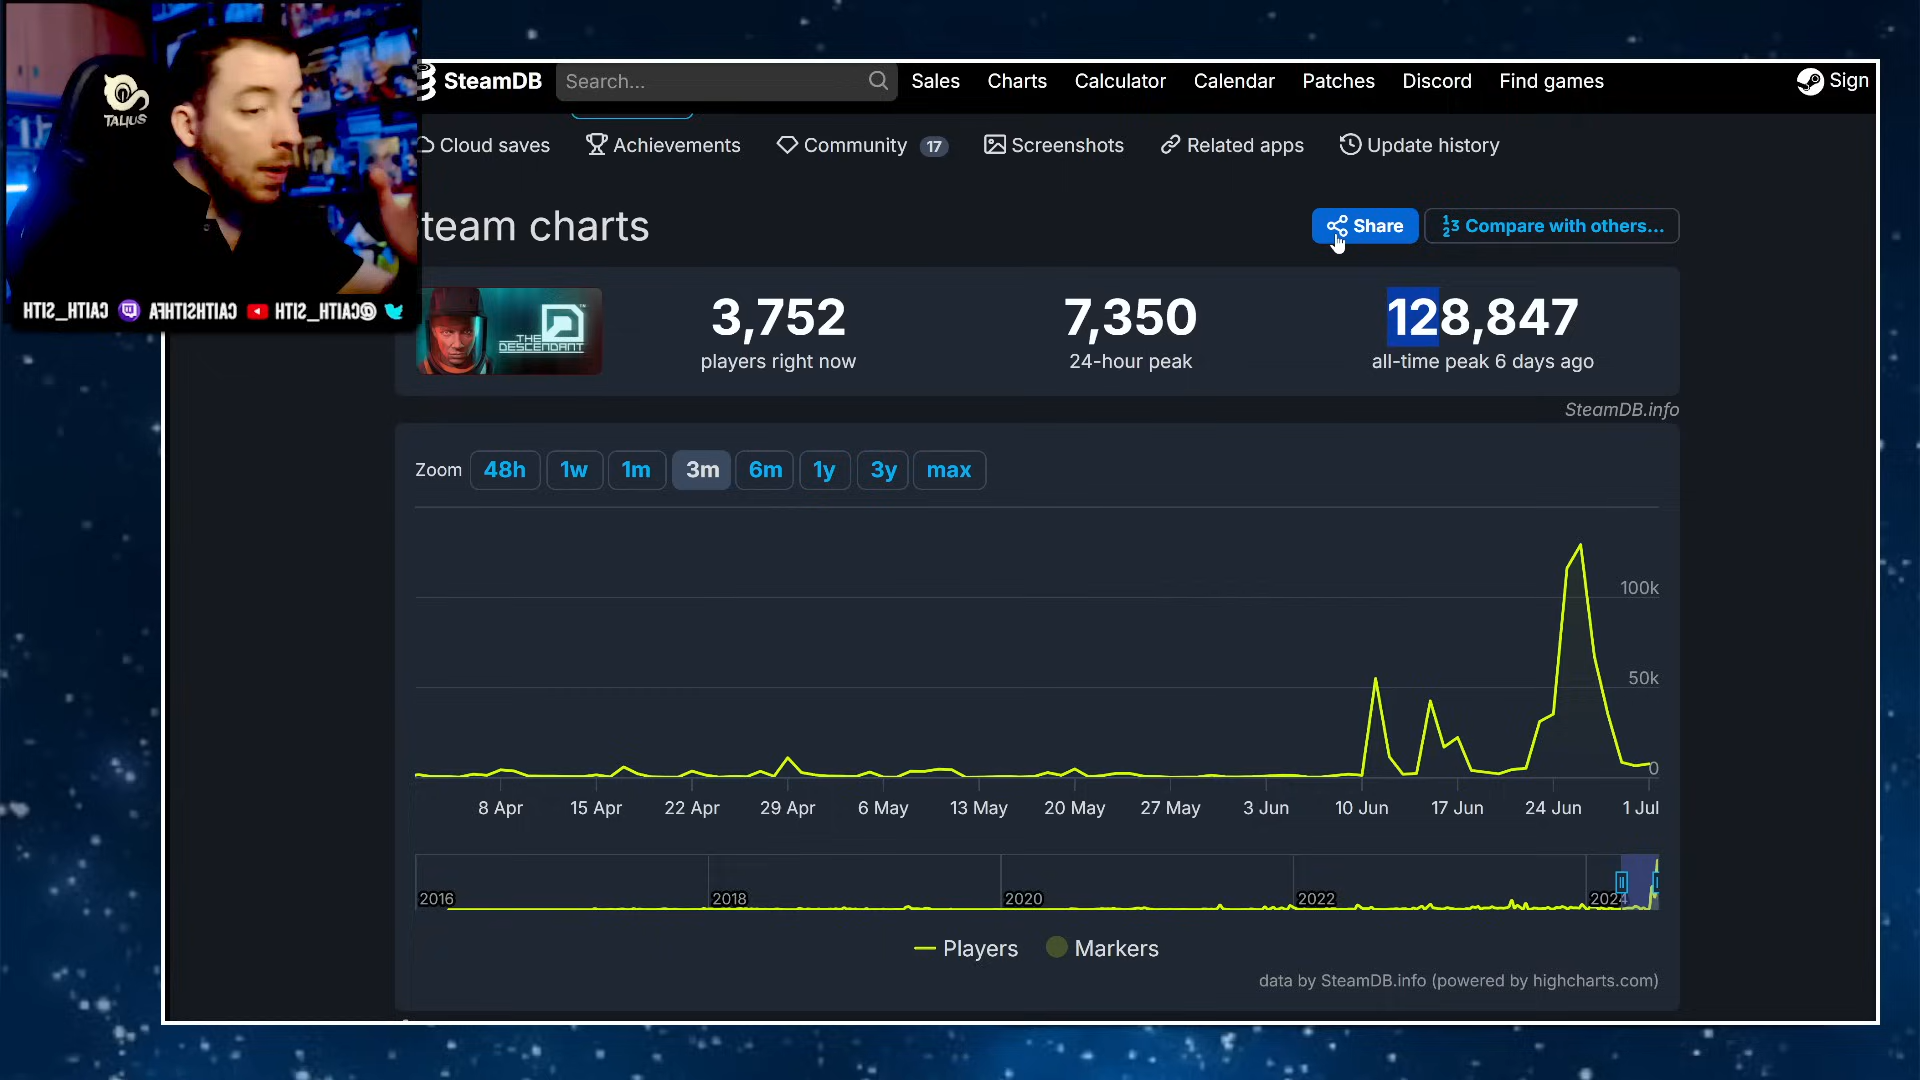 TALIUS
HTIS_HTIAC AFHTISHTIAC HTIS_HTIAC@
SteamDB Search... Sales Charts Calculator Calendar Patches Discord Find games Sign
Cloud saves Achievements Community 17 Screenshots Related apps Update history
team charts
Share
Compare with others...
THE DESCENDANT
3,752
players right now
7,350
24-hour peak
128,847
all-time peak 6 days ago
SteamDB.info
Zoom 48h 1w 1m 3m 6m 1y 3y max
100k
50k
0
8 Apr 15 Apr 22 Apr 29 Apr 6 May 13 May 20 May 27 May 3 Jun 10 Jun 17 Jun 24 Jun 1 Jul
2016 2018 2020 2022 2024
Players Markers
data by SteamDB.info (powered by highcharts.com)